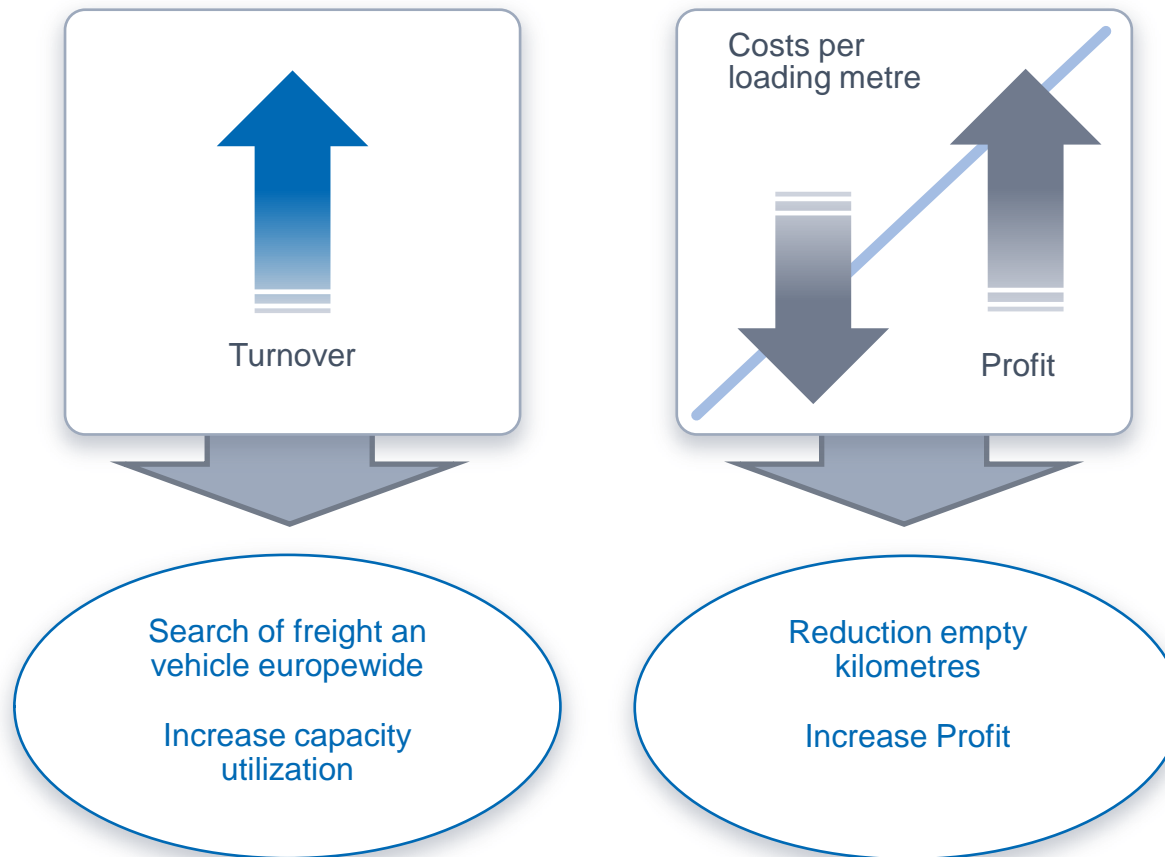 Turnover
Costs per
loading metre
Profit
Search of freight an
vehicle europewide
Increase capacity
utilization
Reduction empty
kilometres
Increase Profit